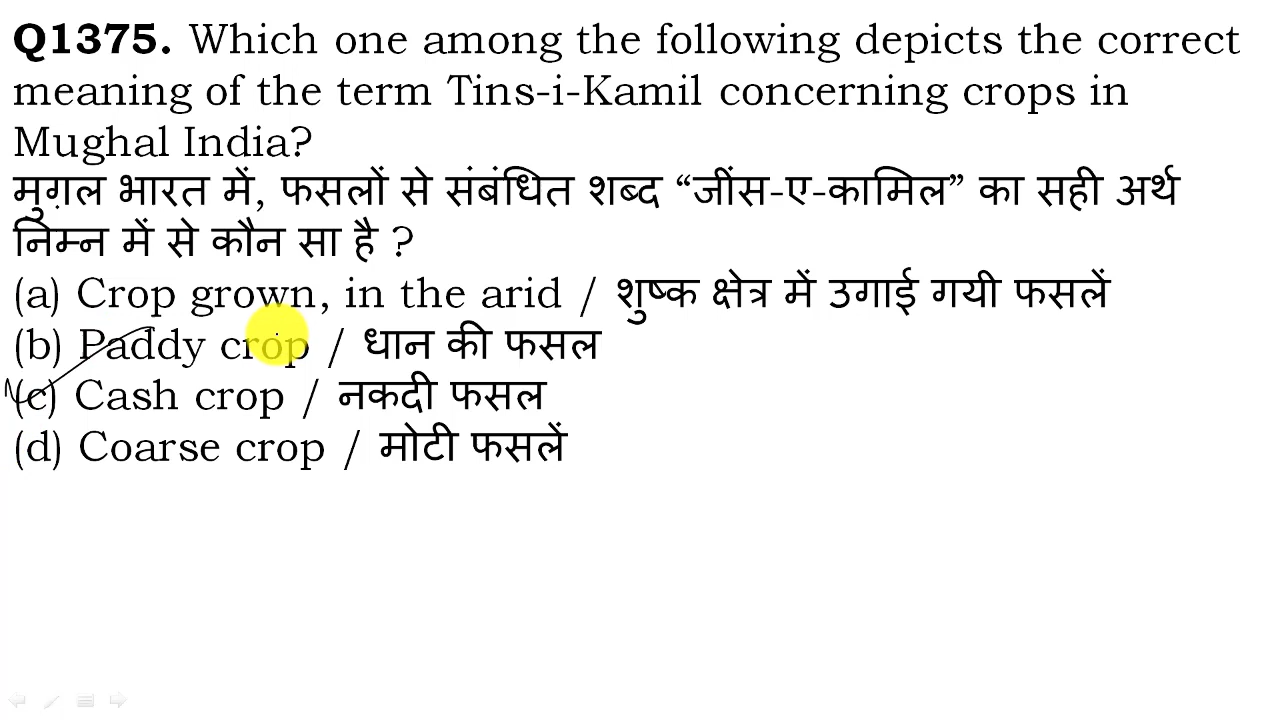 Q1375. Which one among the following depicts the correct
meaning of the term Tins-i-Kamil concerning crops in
Mughal India?
मुग़ल भारत में, फसलों से संबंधित शब्द “जींस-ए-कामिल” का सही अर्थ
निम्न में से कौन सा है ?
(a) Crop grown, in the arid / शुष्क क्षेत्र में उगाई गयी फसलें
(b) Paddy crop / धान की फसल
(c) Cash crop / नकदी फसल
(d) Coarse crop / मोटी फसलें